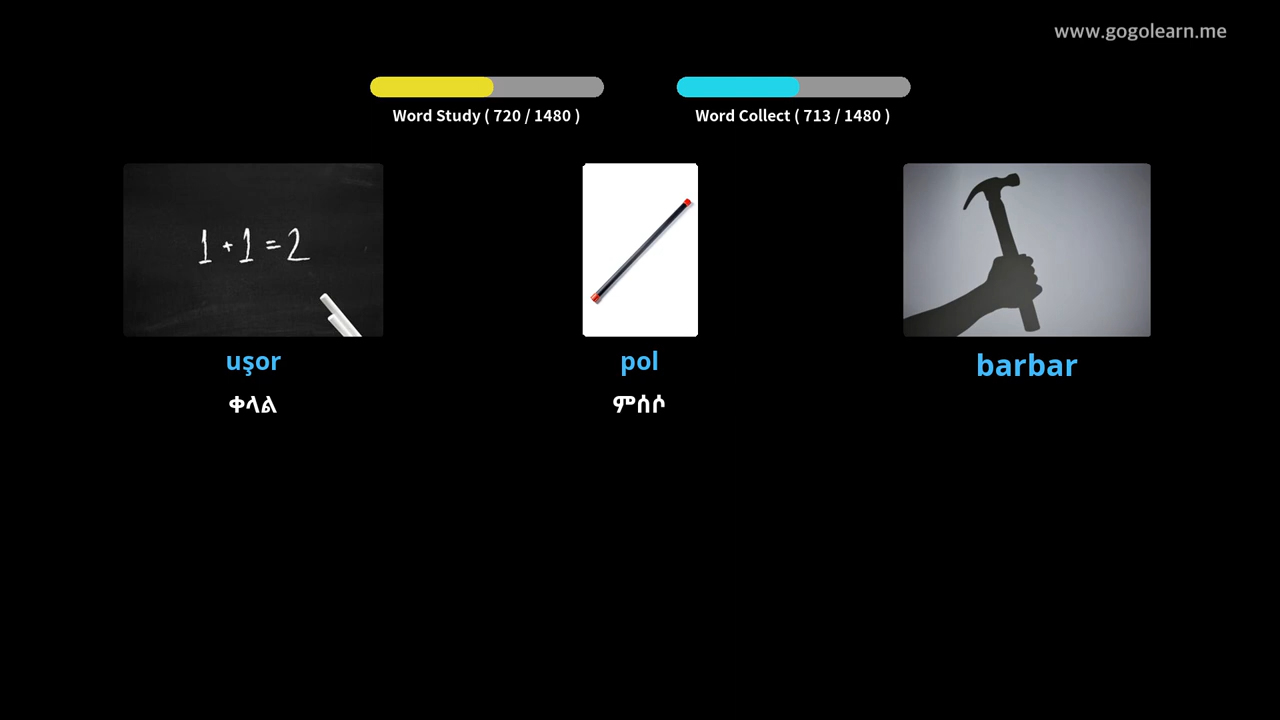 www.gogolearn.me
Word Study ( 720 / 1480 )
Word Collect ( 713 / 1480 )
1 + 1 = 2
uşor
pol
barbar
ቀላል
ምሰሶ